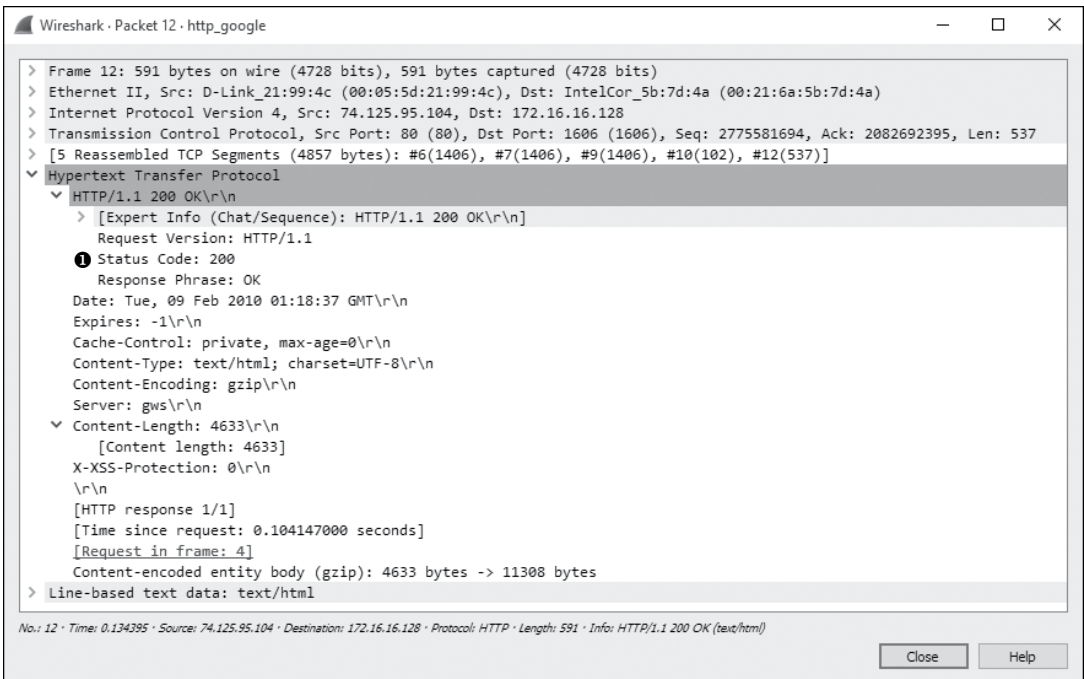 Wireshark · Packet 12 · http_google
> Frame 12: 591 bytes on wire (4728 bits), 591 bytes captured (4728 bits)
> Ethernet II, Src: D-Link_21:99:4c (00:05:5d:21:99:4c), Dst: IntelCor_5b:7d:4a (00:21:6a:5b:7d:4a)
> Internet Protocol Version 4, Src: 74.125.95.104, Dst: 172.16.16.128
> Transmission Control Protocol, Src Port: 80 (80), Dst Port: 1606 (1606), Seq: 2775581694, Ack: 2082692395, Len: 537
> [5 Reassembled TCP Segments (4857 bytes): #6(1406), #7(1406), #9(1406), #10(102), #12(537)]
Hypertext Transfer Protocol
HTTP/1.1 200 OK\r\n
> [Expert Info (Chat/Sequence): HTTP/1.1 200 OK\r\n]
Request Version: HTTP/1.1
❶ Status Code: 200
Response Phrase: OK
Date: Tue, 09 Feb 2010 01:18:37 GMT\r\n
Expires: -1\r\n
Cache-Control: private, max-age=0\r\n
Content-Type: text/html; charset=UTF-8\r\n
Content-Encoding: gzip\r\n
Server: gws\r\n
Content-Length: 4633\r\n
[Content length: 4633]
X-XSS-Protection: 0\r\n
\r\n
[HTTP response 1/1]
[Time since request: 0.104147000 seconds]
[Request in frame: 4]
Content-encoded entity body (gzip): 4633 bytes -> 11308 bytes
> Line-based text data: text/html
No.: 12 · Time: 0.134395 · Source: 74.125.95.104 · Destination: 172.16.16.128 · Protocol: HTTP · Length: 591 · Info: HTTP/1.1 200 OK (text/html)
Close Help